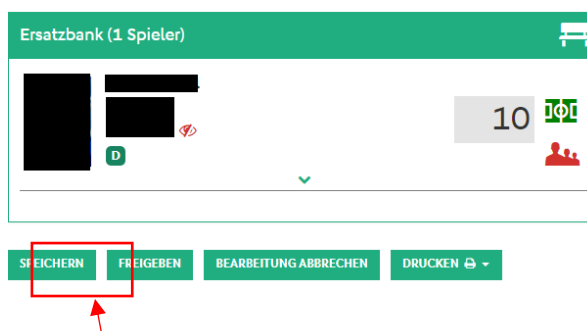 Ersatzbank (1 Spieler)
10
D
SPEICHERN FREIGEBEN BEARBEITUNG ABBRECHEN DRUCKEN